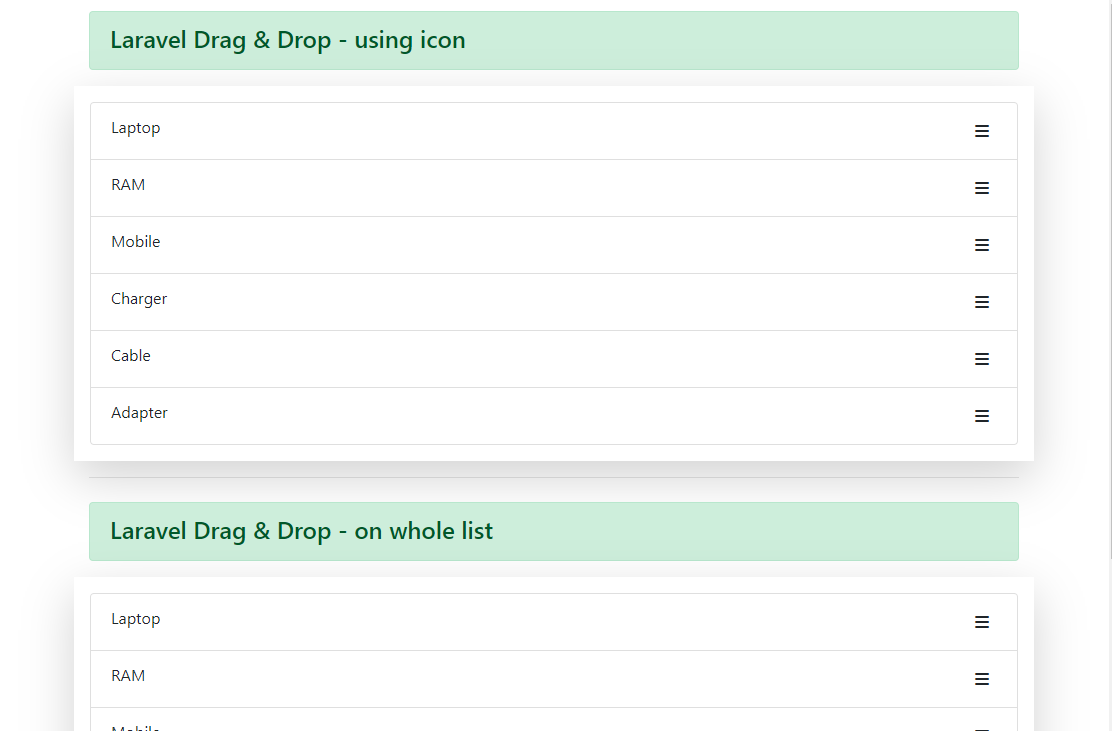 Laravel Drag & Drop - using icon
Laptop
RAM
Mobile
Charger
Cable
Adapter
Laravel Drag & Drop - on whole list
Laptop
RAM
Mobile